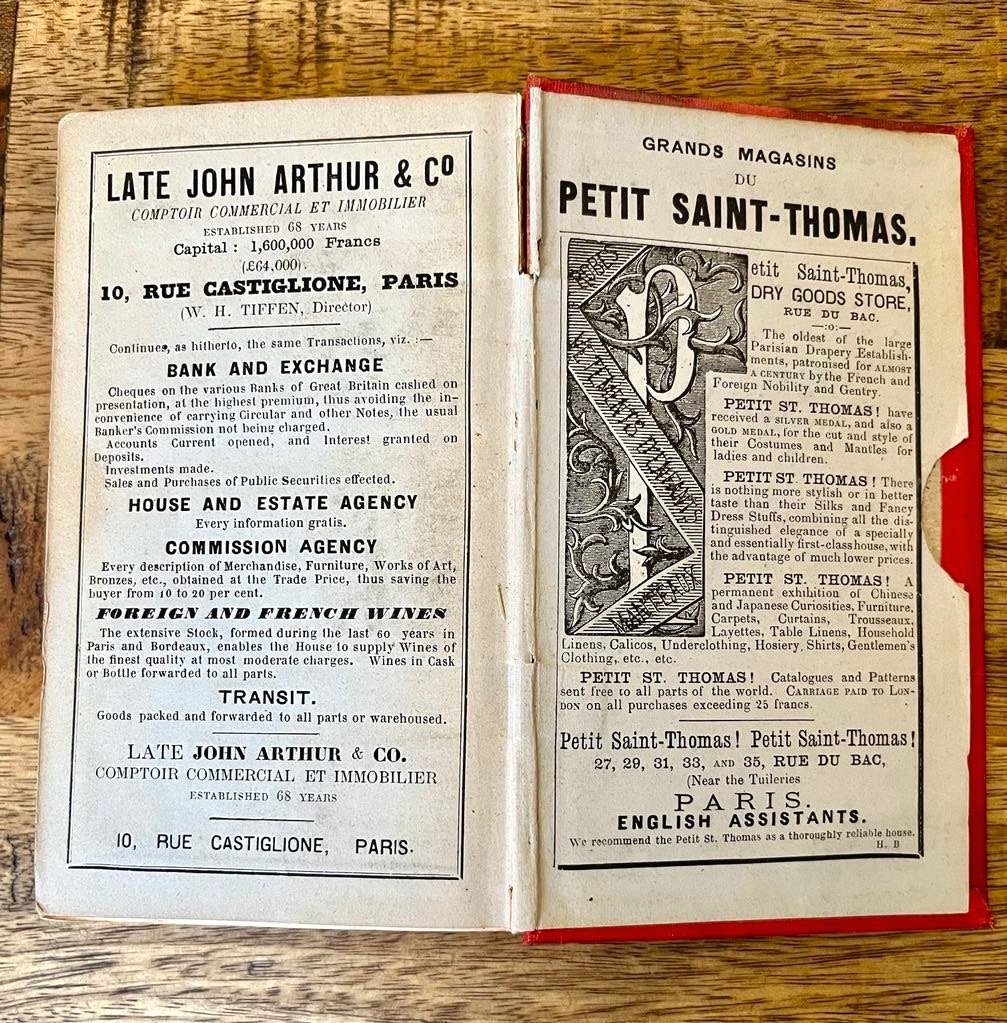 LATE JOHN ARTHUR & Cº
COMPTOIR COMMERCIAL ET IMMOBILIER
ESTABLISHED 68 YEARS
Capital : 1,600,000 Francs
(£64,000).
10, RUE CASTIGLIONE, PARIS
(W. H. TIFFEN, Director)
Continues, as hitherto, the same Transactions, viz. :—
BANK AND EXCHANGE
Cheques on the various Banks of Great Britain cashed on
presentation, at the highest premium, thus avoiding the in-
convenience of carrying Circular and other Notes, the usual
Banker's Commission not being charged.
Accounts Current opened, and Interest granted on
Deposits.
Investments made.
Sales and Purchases of Public Securities effected.
HOUSE AND ESTATE AGENCY
Every information gratis.
COMMISSION AGENCY
Every description of Merchandise, Furniture, Works of Art,
Bronzes, etc., obtained at the Trade Price, thus saving the
buyer from 10 to 20 per cent.
FOREIGN AND FRENCH WINES
The extensive Stock, formed during the last 60 years in
Paris and Bordeaux, enables the House to supply Wines of
the finest quality at most moderate charges. Wines in Cask
or Bottle forwarded to all parts.
TRANSIT.
Goods packed and forwarded to all parts or warehoused.
LATE JOHN ARTHUR & CO.
COMPTOIR COMMERCIAL ET IMMOBILIER
ESTABLISHED 68 YEARS
10, RUE CASTIGLIONE, PARIS.
GRANDS MAGASINS
DU
PETIT SAINT-THOMAS.
Petit Saint-Thomas,
DRY GOODS STORE,
RUE DU BAC.
—:o:—
The oldest of the large
Parisian Drapery Establish-
ments, patronised for ALMOST
A CENTURY by the French and
Foreign Nobility and Gentry.
PETIT ST. THOMAS! have
received a SILVER MEDAL, and also a
GOLD MEDAL, for the cut and style of
their Costumes and Mantles for
ladies and children.
PETIT ST. THOMAS! There
is nothing more stylish or in better
taste than their Silks and Fancy
Dress Stuffs, combining all the dis-
tinguished elegance of a specially
and essentially first-class house, with
the advantage of much lower prices.
PETIT ST. THOMAS! A
permanent exhibition of Chinese
and Japanese Curiosities, Furniture,
Carpets, Curtains, Trousseaux,
Layettes, Table Linens, Household
Linens, Calicos, Underclothing, Hosiery, Shirts, Gentlemen's
Clothing, etc., etc.
PETIT ST. THOMAS! Catalogues and Patterns
sent free to all parts of the world. CARRIAGE PAID TO LON-
DON on all purchases exceeding 25 francs.
Petit Saint-Thomas! Petit Saint-Thomas!
27, 29, 31, 33, AND 35, RUE DU BAC,
(Near the Tuileries
PARIS.
ENGLISH ASSISTANTS.
We recommend the Petit St. Thomas as a thoroughly reliable house.
H. B